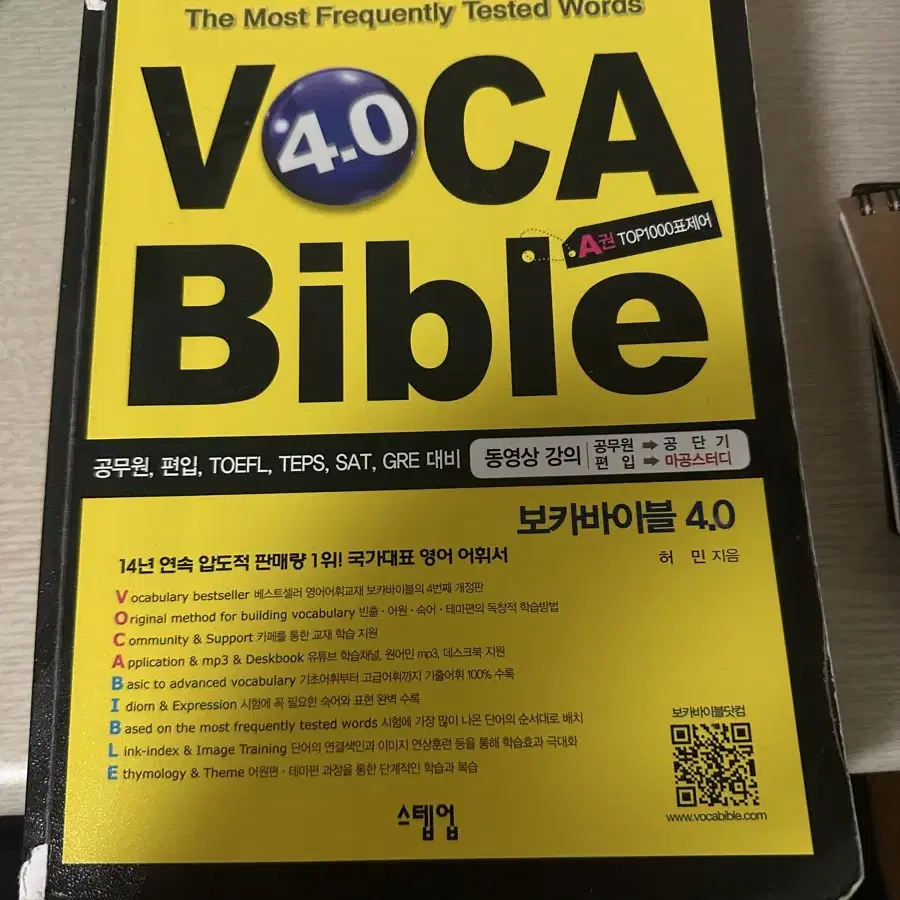 The Most Frequently Tested Words
VOCA
4.0
Bible
A권 TOP1000표제어
공무원, 편입, TOEFL, TEPS, SAT, GRE 대비
동영상 강의
공무원 ➡ 공 단 기
편 입 ➡ 마공스터디
보카바이블 4.0
허 민 지음
14년 연속 압도적 판매량 1위! 국가대표 영어 어휘서
Vocabulary bestseller 베스트셀러 영어어휘교재 보카바이블의 4번째 개정판
Original method for building vocabulary 빈출·어원·숙어·테마편의 독창적 학습방법
Community & Support 카페를 통한 교재 학습 지원
Application & mp3 & Deskbook 유튜브 학습채널, 원어민 mp3, 데스크북 지원
Basic to advanced vocabulary 기초어휘부터 고급어휘까지 기출어휘 100% 수록
Idiom & Expression 시험에 꼭 필요한 숙어와 표현 완벽 수록
Based on the most frequently tested words 시험에 가장 많이 나온 단어의 순서대로 배치
Link-index & Image Training 단어의 연결색인과 이미지 연상훈련 등을 통해 학습효과 극대화
Ethymology & Theme 어원편·테마편 과정을 통한 단계적인 학습과 복습
보카바이블닷컴
www.vocabible.com
스텝업